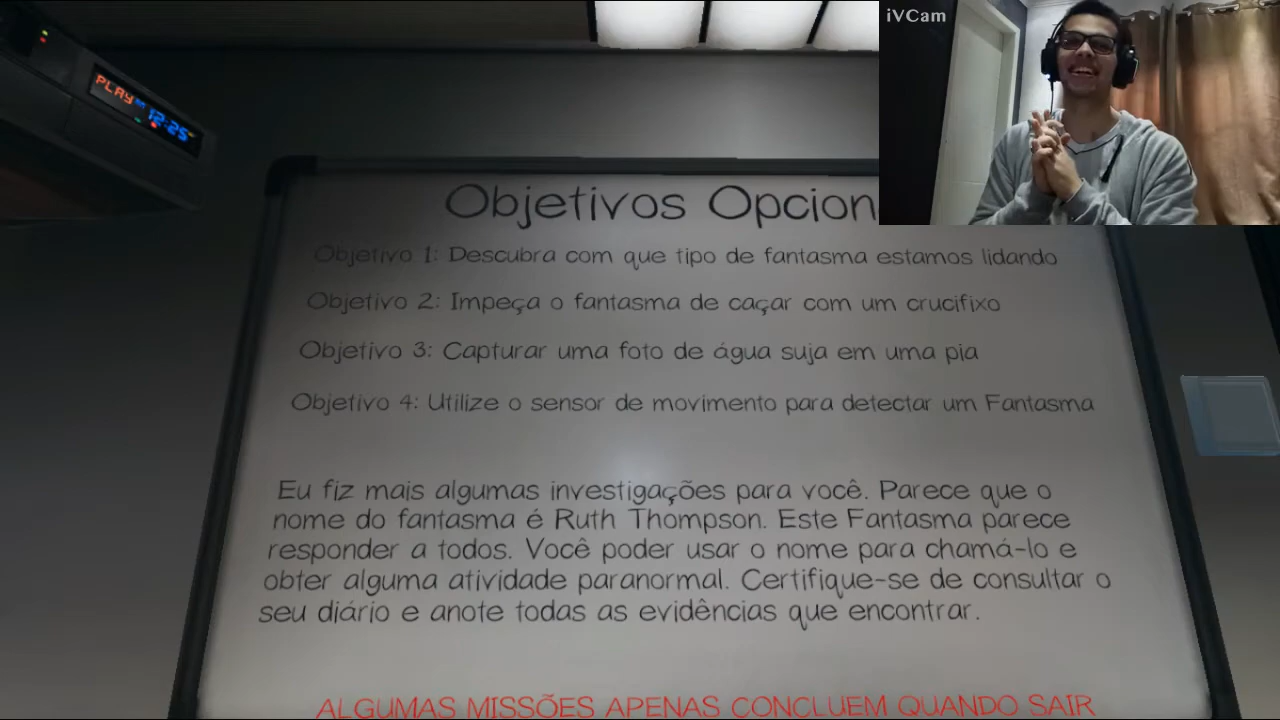 iVCam
PLAY
12:25
Objetivos Opcion
Objetivo 1: Descubra com que tipo de fantasma estamos lidando
Objetivo 2: Impeça o fantasma de caçar com um crucifixo
Objetivo 3: Capturar uma foto de água suja em uma pia
Objetivo 4: Utilize o sensor de movimento para detectar um Fantasma
Eu fiz mais algumas investigações para você. Parece que o
nome do fantasma é Ruth Thompson. Este Fantasma parece
responder a todos. Você poder usar o nome para chamá-lo e
obter alguma atividade paranormal. Certifique-se de consultar o
seu diário e anote todas as evidências que encontrar.
ALGUMAS MISSÕES APENAS CONCLUEM QUANDO SAIR